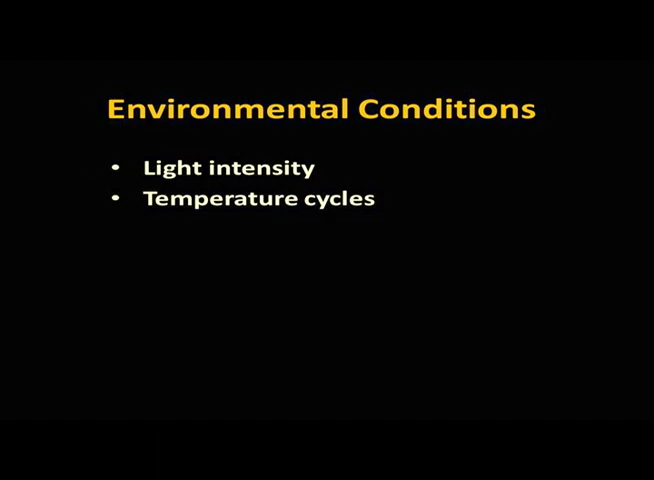 Environmental Conditions
• Light intensity
• Temperature cycles